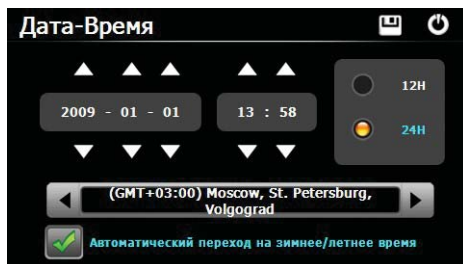 Дата-Время
2009 - 01 - 01
13 : 58
12H
24H
(GMT+03:00) Moscow, St. Petersburg,
Volgograd
Автоматический переход на зимнее/летнее время